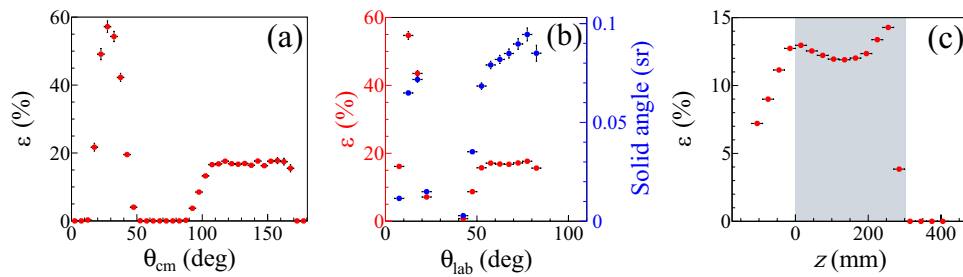 (a)
ε (%)
60
40
20
0
0
50
100
150
θcm (deg)
(b)
ε (%)
60
40
20
0
0
50
100
θlab (deg)
0.1
0.05
0
Solid angle (sr)
(c)
ε (%)
15
10
5
0
0
200
400
z (mm)